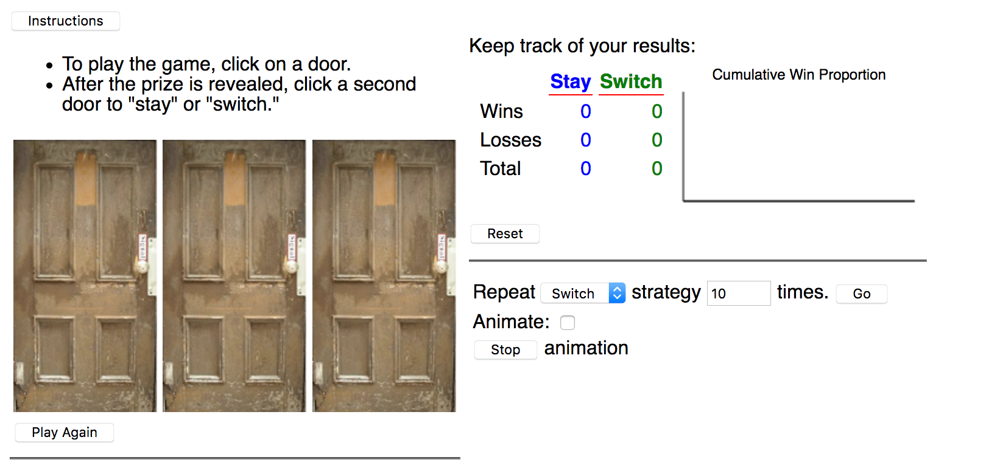 Instructions
To play the game, click on a door.
After the prize is revealed, click a second
door to "stay" or "switch."
Play Again
Keep track of your results:
Stay Switch
Wins 0 0
Losses 0 0
Total 0 0
Cumulative Win Proportion
Reset
Repeat Switch strategy 10 times. Go
Animate:
Stop animation